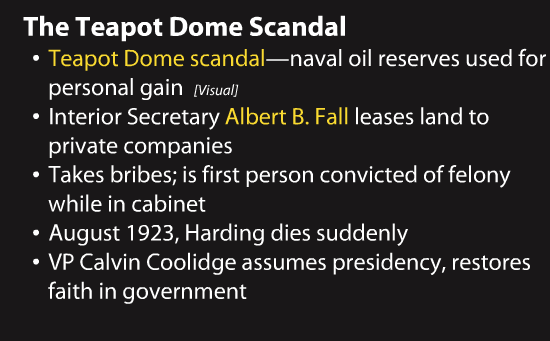 The Teapot Dome Scandal
• Teapot Dome scandal—naval oil reserves used for
personal gain [Visual]
• Interior Secretary Albert B. Fall leases land to
private companies
• Takes bribes; is first person convicted of felony
while in cabinet
• August 1923, Harding dies suddenly
• VP Calvin Coolidge assumes presidency, restores
faith in government